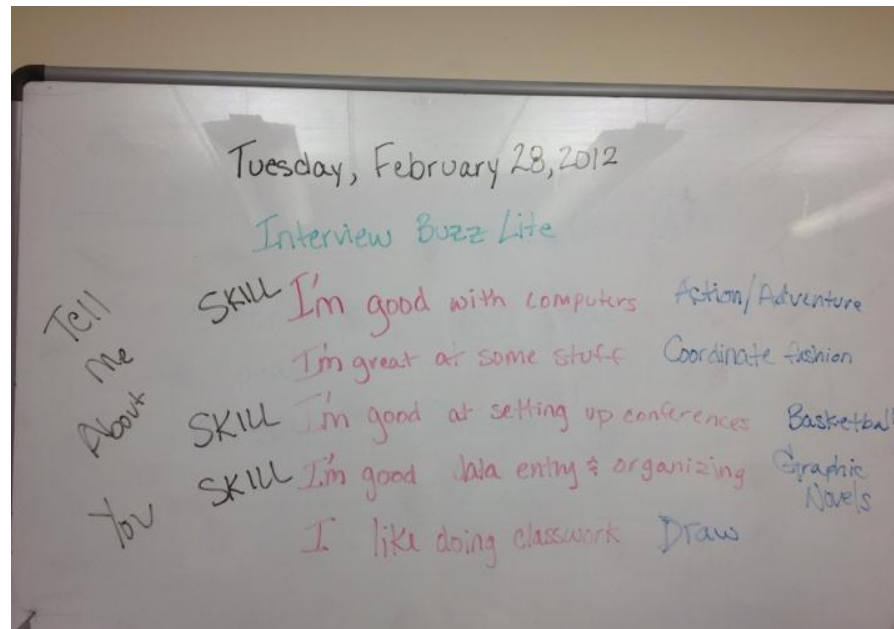 Tuesday, February 28, 2012
Interview Buzz Lite
Tell
Me
About
You
SKILL I'm good with computers Action/Adventure
I'm great at some stuff Coordinate fashion
SKILL I'm good at setting up conferences Basketball
SKILL I'm good data entry & organizing Graphic
Novels
I like doing classwork Draw